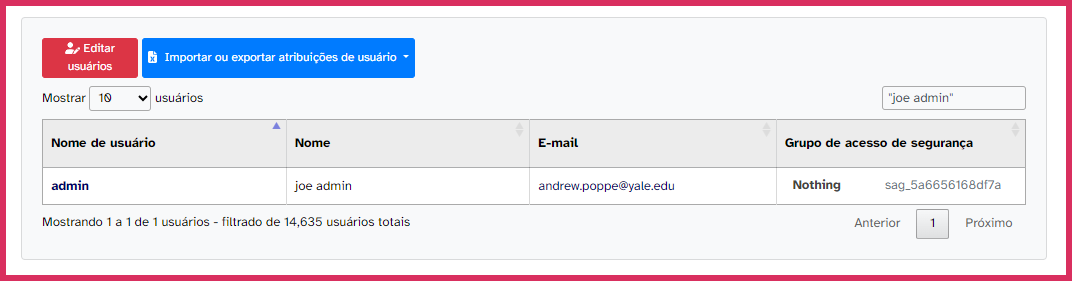 Editar
usuários
Importar ou exportar atribuições de usuário
Mostrar 10 usuários
"joe admin"
Nome de usuário Nome E-mail Grupo de acesso de segurança
admin joe admin andrew.poppe@yale.edu Nothing sag_5a6656168df7a
Mostrando 1 a 1 de 1 usuários - filtrado de 14,635 usuários totais
Anterior 1 Próximo